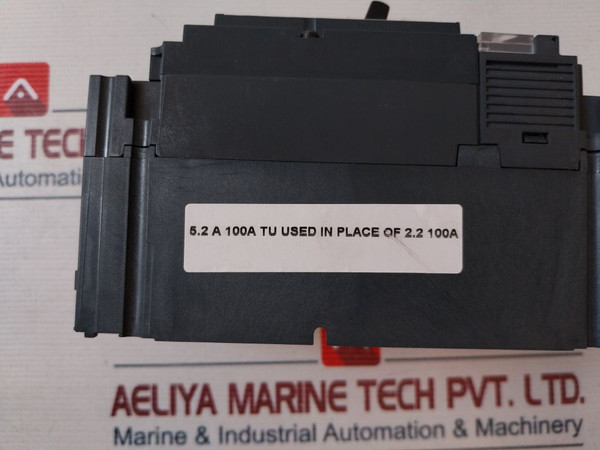 E TECH
Automation
5.2 A 100A TU USED IN PLACE OF 2.2 100A
AELIYA MARINE TECH PVT. LTD.
Marine & Industrial Automation & Machinery